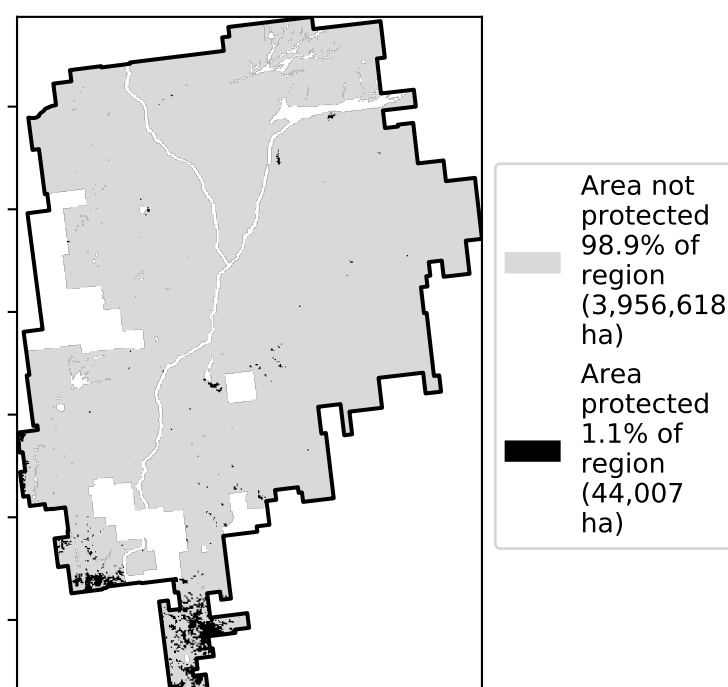 Area not
protected
98.9% of
region
(3,956,618
ha)
Area
protected
1.1% of
region
(44,007
ha)